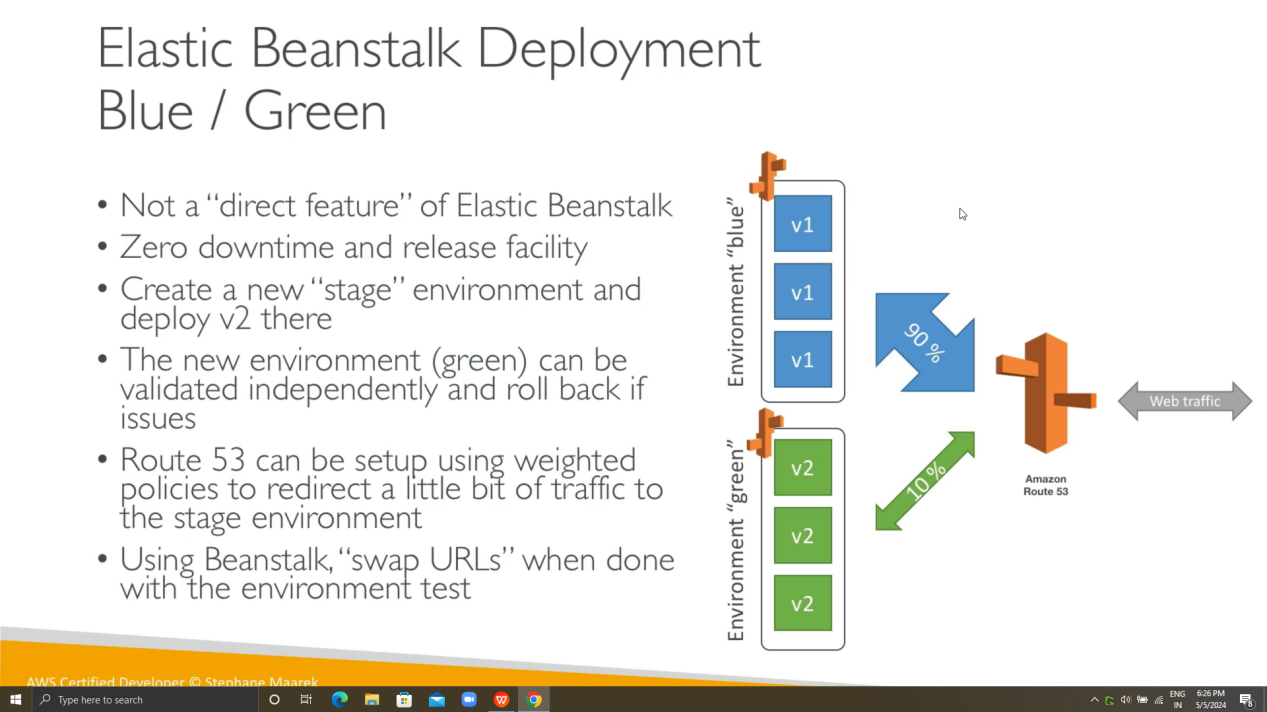 Elastic Beanstalk Deployment
Blue / Green
• Not a “direct feature” of Elastic Beanstalk
• Zero downtime and release facility
• Create a new “stage” environment and
deploy v2 there
• The new environment (green) can be
validated independently and roll back if
issues
• Route 53 can be setup using weighted
policies to redirect a little bit of traffic to
the stage environment
• Using Beanstalk, “swap URLs” when done
with the environment test
Environment “blue”
v1
v1
v1
90 %
Environment “green”
v2
v2
v2
10 %
Amazon
Route 53
Web traffic
AWS Certified Developer © Stephane Maarek
Type here to search
W
ENG
IN
6:26 PM
5/5/2024
8